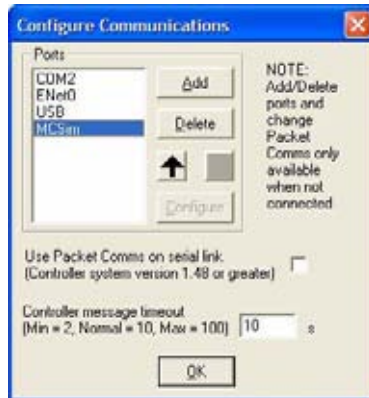 Configure Communications
Ports
COM2
ENet0
USB
MCSim
Add
Delete
Configure
NOTE:
Add/Delete
ports and
change
Packet
Comms only
available
when not
connected
Use Packet Comms on serial link
(Controller system version 1.48 or greater)
Controller message timeout
(Min = 2, Normal = 10, Max = 100)
10
s
OK